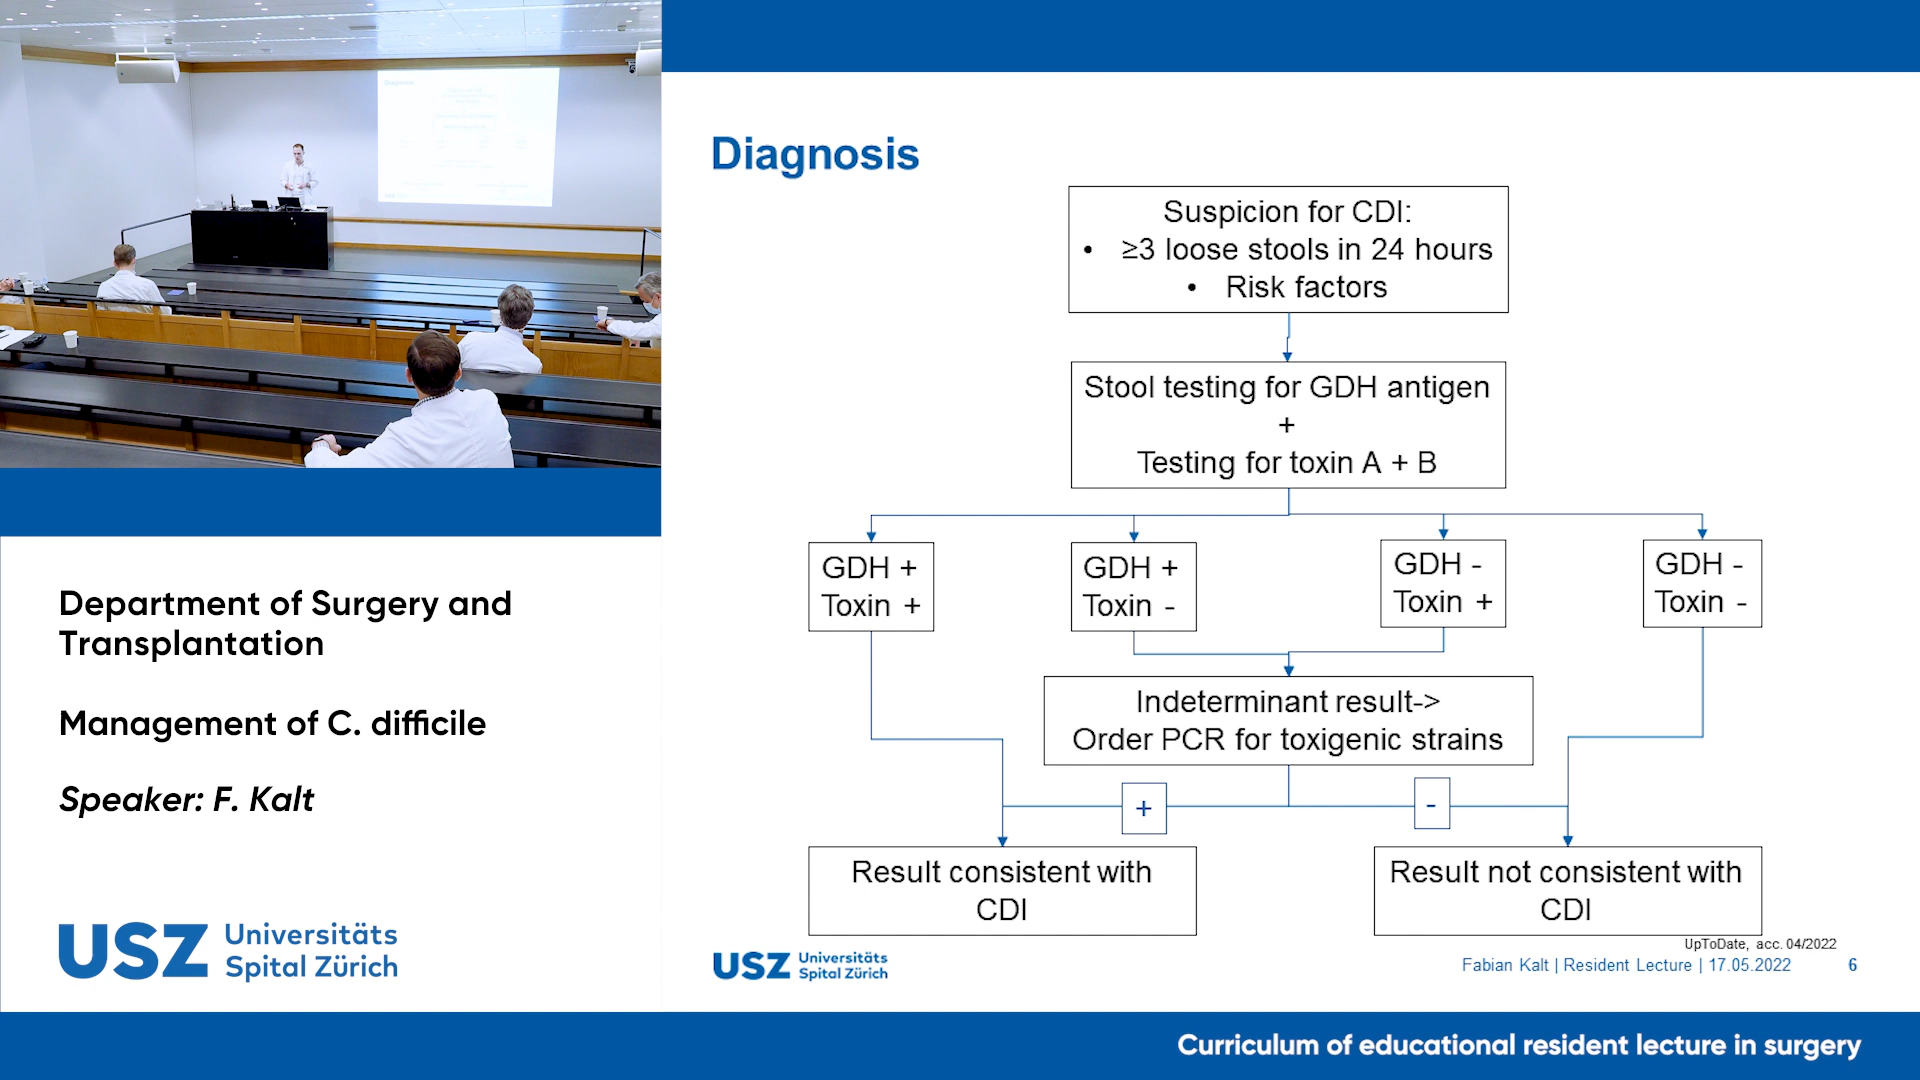 Diagnosis
Suspicion for CDI:
• ≥3 loose stools in 24 hours
• Risk factors
Stool testing for GDH antigen
+
Testing for toxin A + B
GDH +
Toxin +
GDH +
Toxin -
GDH -
Toxin +
GDH -
Toxin -
Indeterminant result->
Order PCR for toxigenic strains
+
-
Result consistent with
CDI
Result not consistent with
CDI
UpToDate, acc. 04/2022
USZ Universitäts
Spital Zürich
Fabian Kalt | Resident Lecture | 17.05.2022 6
Department of Surgery and
Transplantation
Management of C. difficile
Speaker: F. Kalt
USZ Universitäts
Spital Zürich
Curriculum of educational resident lecture in surgery